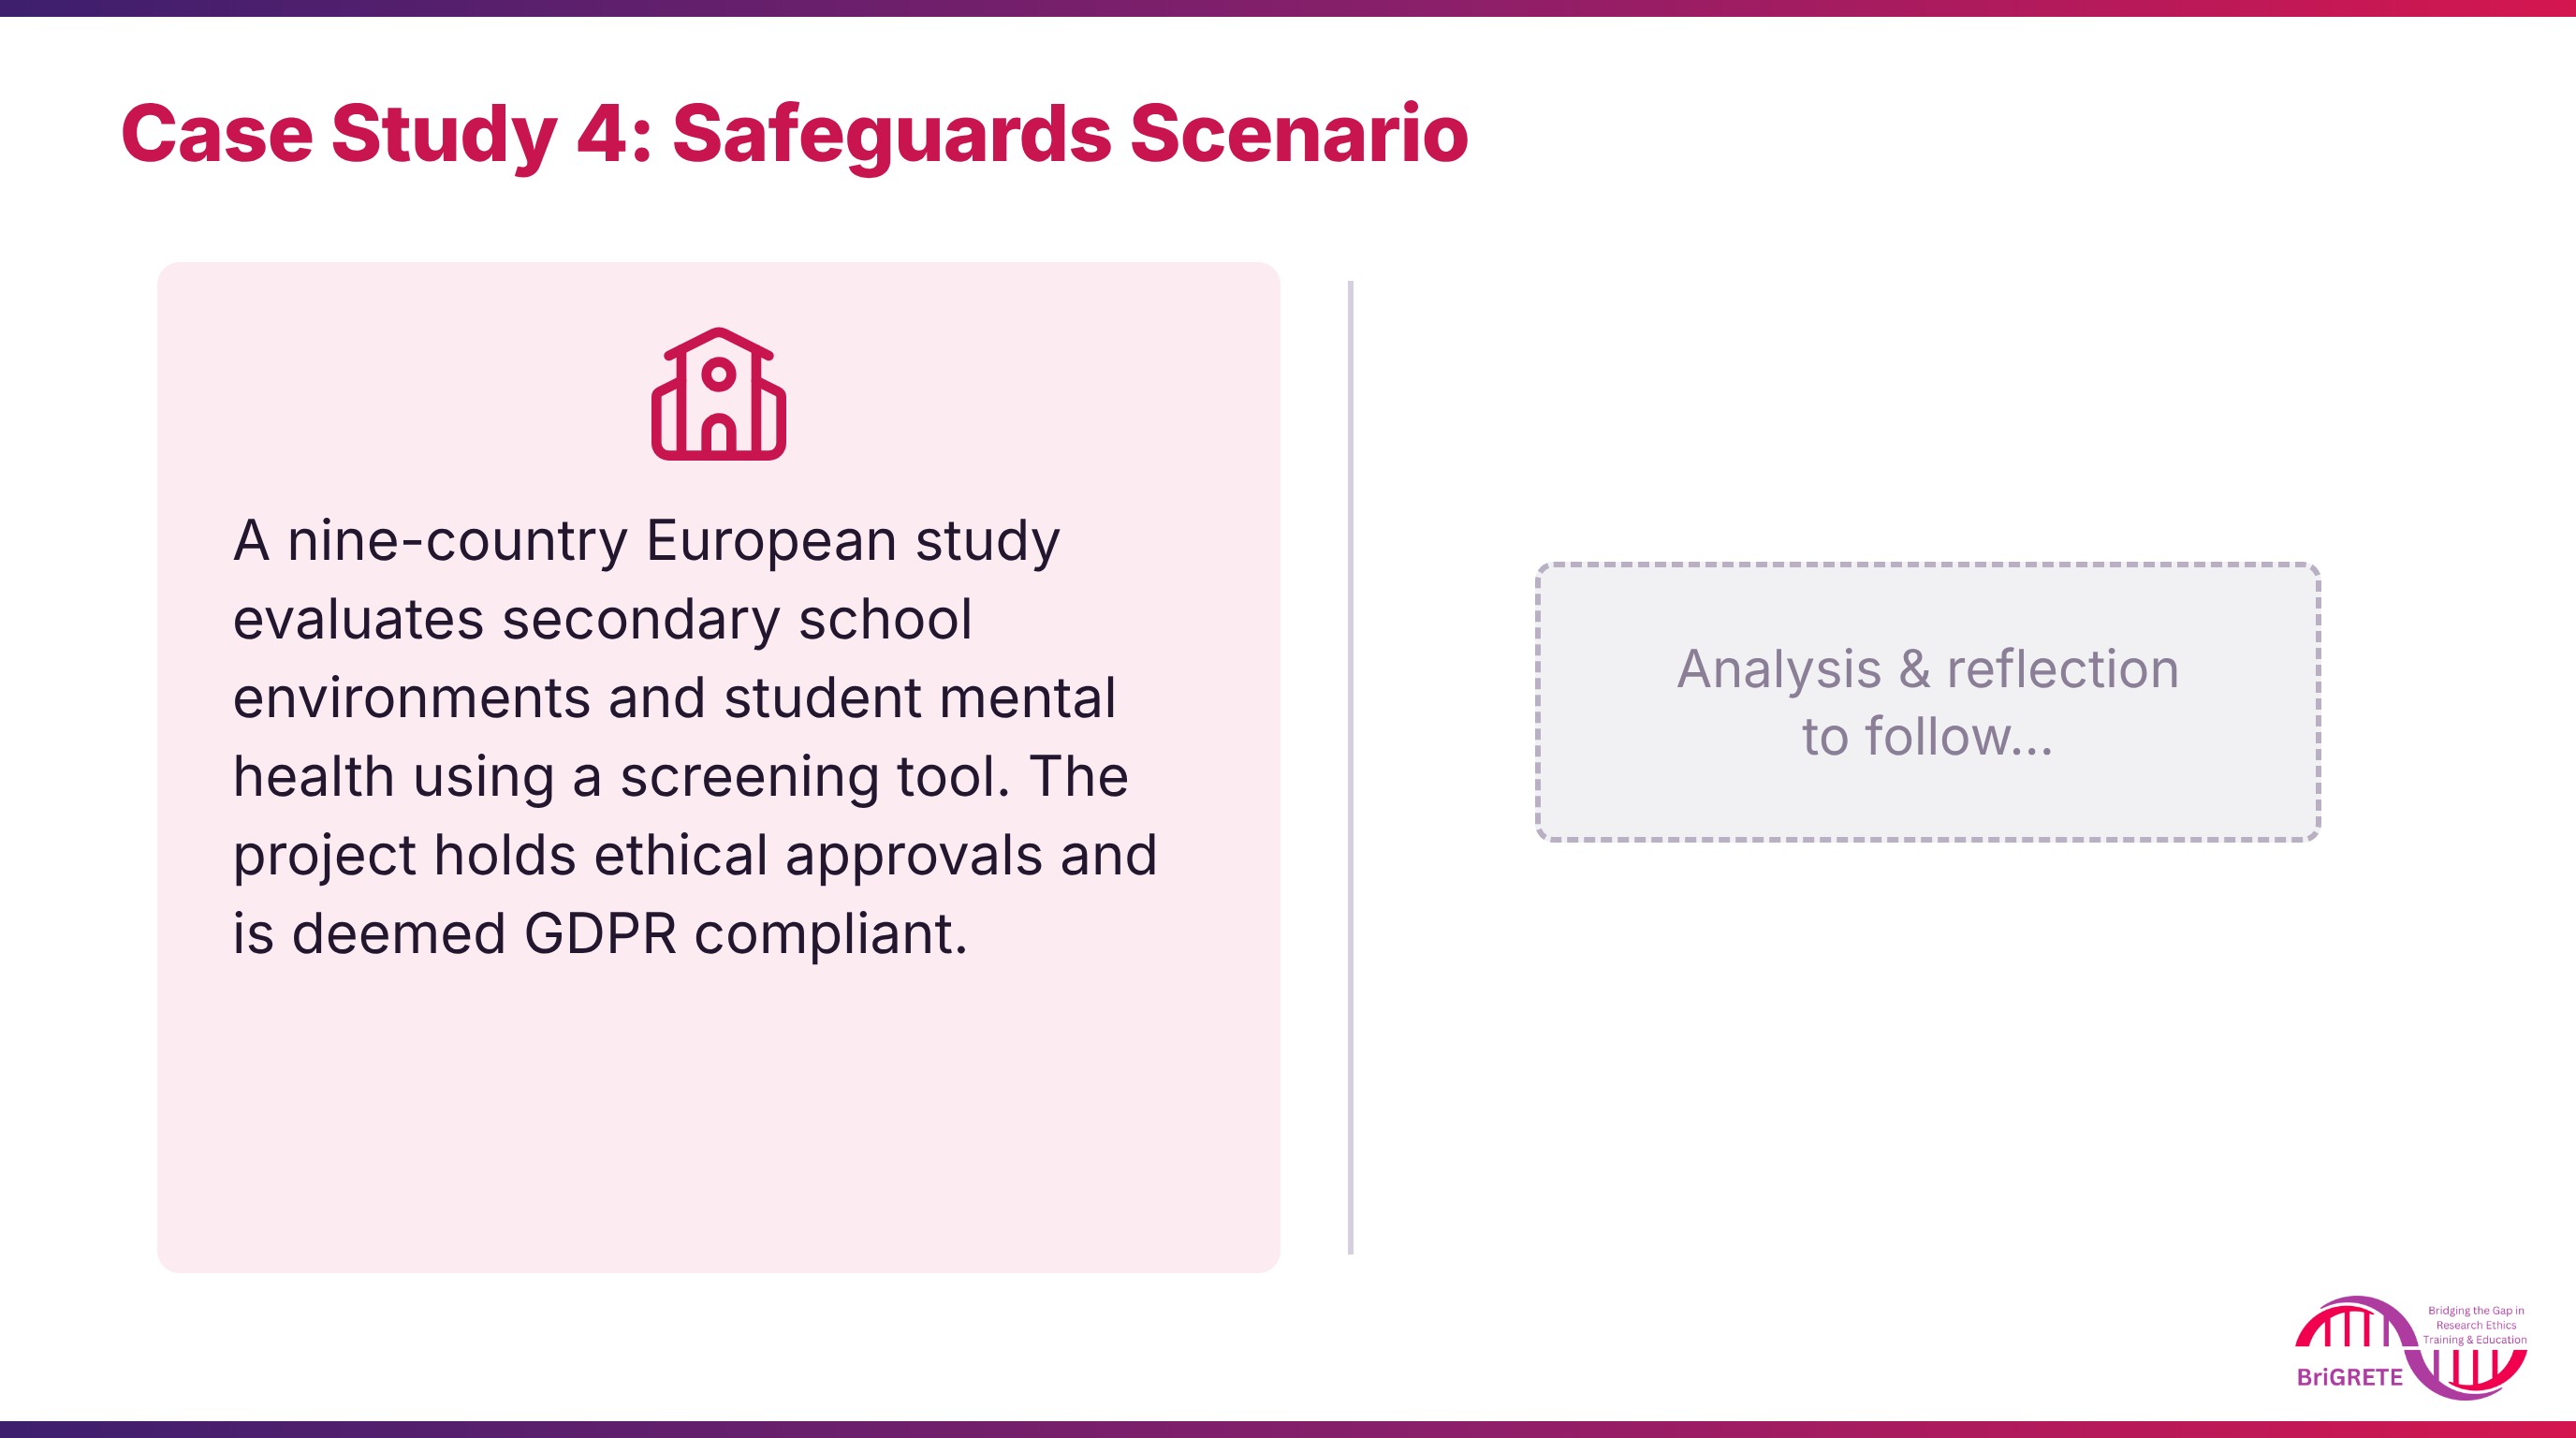 Case Study 4: Safeguards Scenario
A nine-country European study
evaluates secondary school
environments and student mental
health using a screening tool. The
project holds ethical approvals and
is deemed GDPR compliant.
Analysis & reflection
to follow...
Bridging the Gap in
Research Ethics
Training & Education
BriGRETE